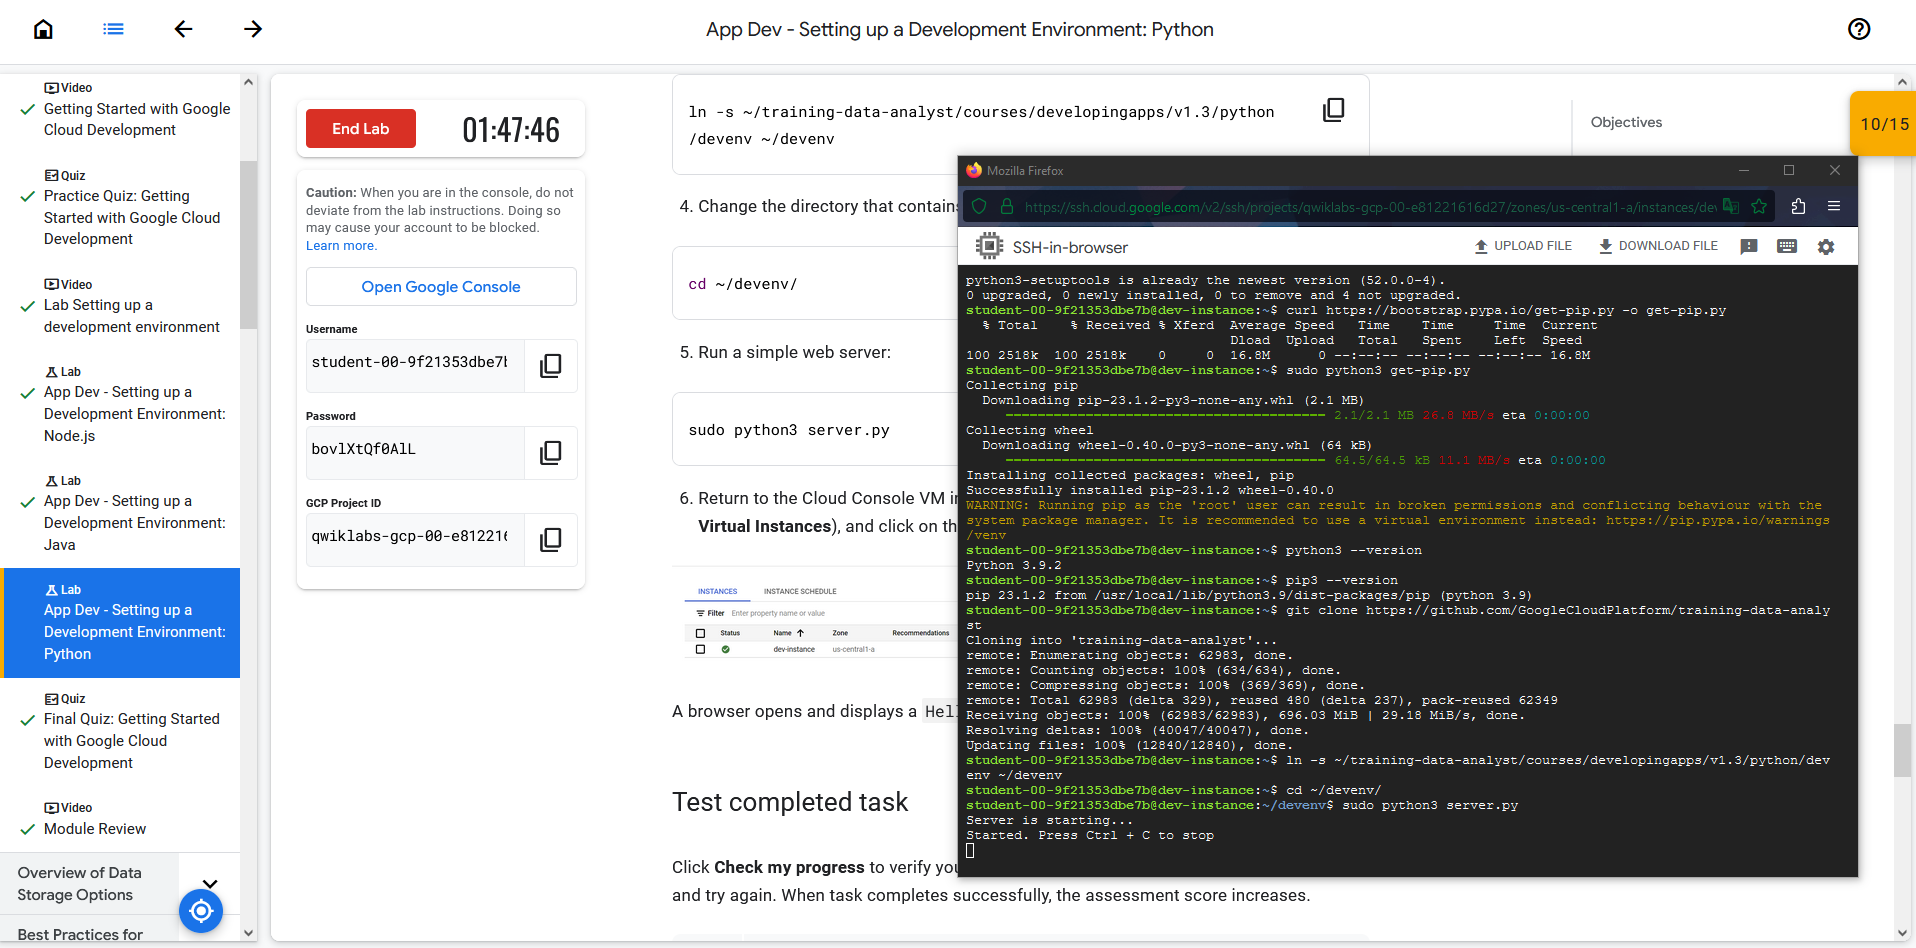 App Dev - Setting up a Development Environment: Python
Video
Getting Started with Google
Cloud Development
Quiz
Practice Quiz: Getting
Started with Google Cloud
Development
Video
Lab Setting up a
development environment
Lab
App Dev - Setting up a
Development Environment:
Node.js
Lab
App Dev - Setting up a
Development Environment:
Java
Lab
App Dev - Setting up a
Development Environment:
Python
Quiz
Final Quiz: Getting Started
with Google Cloud
Development
Video
Module Review
Overview of Data
Storage Options
Best Practices for
End Lab
01:47:46
Caution: When you are in the console, do not
deviate from the lab instructions. Doing so
may cause your account to be blocked.
Learn more.
Open Google Console
Username
student-00-9f21353dbe7
Password
bovlXtQf0AlL
GCP Project ID
qwiklabs-gcp-00-e81221
ln -s ~/training-data-analyst/courses/developingapps/v1.3/python
/devenv ~/devenv
4. Change the directory that contains
cd ~/devenv/
5. Run a simple web server:
sudo python3 server.py
6. Return to the Cloud Console VM
Virtual Instances), and click on th
INSTANCES
INSTANCE SCHEDULE
Filter Enter property name or value
Status Name Zone Recommendations
dev-instance us-central1-a
A browser opens and displays a Hell
Test completed task
Click Check my progress to verify you
and try again. When task completes successfully, the assessment score increases.
Objectives
10/15
Mozilla Firefox
https://ssh.cloud.google.com/v2/ssh/projects/qwiklabs-gcp-00-e81221616d27/zones/us-central1-a/instances/dev
SSH-in-browser
UPLOAD FILE
DOWNLOAD FILE
python3-setuptools is already the newest version (52.0.0-4).
0 upgraded, 0 newly installed, 0 to remove and 4 not upgraded.
student-00-9f21353dbe7b@dev-instance:~$ curl https://bootstrap.pypa.io/get-pip.py -o get-pip.py
% Total % Received % Xferd Average Speed Time Time Time Current
Dload Upload Total Spent Left Speed
100 2518k 100 2518k 0 0 16.8M 0 --:--:-- --:--:-- --:--:-- 16.8M
student-00-9f21353dbe7b@dev-instance:~$ sudo python3 get-pip.py
Collecting pip
Downloading pip-23.1.2-py3-none-any.whl (2.1 MB)
2.1/2.1 MB 26.8 MB/s eta 0:00:00
Collecting wheel
Downloading wheel-0.40.0-py3-none-any.whl (64 kB)
64.5/64.5 kB 11.1 MB/s eta 0:00:00
Installing collected packages: wheel, pip
Successfully installed pip-23.1.2 wheel-0.40.0
WARNING: Running pip as the 'root' user can result in broken permissions and conflicting behaviour with the
system package manager. It is recommended to use a virtual environment instead: https://pip.pypa.io/warnings
/venv
student-00-9f21353dbe7b@dev-instance:~$ python3 --version
Python 3.9.2
student-00-9f21353dbe7b@dev-instance:~$ pip3 --version
pip 23.1.2 from /usr/local/lib/python3.9/dist-packages/pip (python 3.9)
student-00-9f21353dbe7b@dev-instance:~$ git clone https://github.com/GoogleCloudPlatform/training-data-analy
st
Cloning into 'training-data-analyst'...
remote: Enumerating objects: 62983, done.
remote: Counting objects: 100% (634/634), done.
remote: Compressing objects: 100% (369/369), done.
remote: Total 62983 (delta 329), reused 480 (delta 237), pack-reused 62349
Receiving objects: 100% (62983/62983), 696.03 MiB | 29.18 MiB/s, done.
Resolving deltas: 100% (40047/40047), done.
Updating files: 100% (12840/12840), done.
student-00-9f21353dbe7b@dev-instance:~$ ln -s ~/training-data-analyst/courses/developingapps/v1.3/python/dev
env ~/devenv
student-00-9f21353dbe7b@dev-instance:~$ cd ~/devenv/
student-00-9f21353dbe7b@dev-instance:~/devenv$ sudo python3 server.py
Server is starting...
Started. Press Ctrl + C to stop